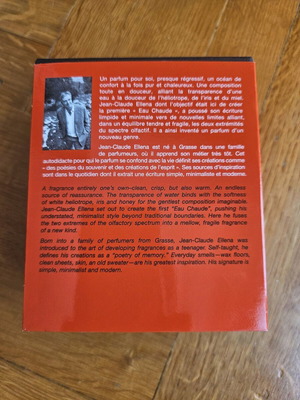 Un parfum pour soi, presque régressif, un océan de
confort à la fois pur et chaleureux. Une composition
toute en douceur, alliant la transparence d'une
eau à la douceur de l'héliotrope, de l'iris et du miel.
Jean-Claude Ellena dont l'objectif était ici de créer
la première « Eau Chaude », a poussé son écriture
limpide et minimale vers de nouvelles limites alliant,
dans un équilibre tendre et fragile, les deux extrémités
du spectre olfactif. Il a ainsi inventé un parfum d'un
nouveau genre.
Jean-Claude Ellena est né à Grasse dans une famille
de parfumeurs, où il apprend son métier très tôt. Cet
autodidacte pour qui le parfum se confond avec la vie définit ses créations comme
« des poésies du souvenir et des créations de l'esprit ». Ses sources d'inspiration
sont dans le quotidien dont il extrait une écriture simple, minimaliste et moderne.
A fragrance entirely one's own–clean, crisp, but also warm. An endless
source of reassurance. The transparence of water binds with the softness
of white heliotrope, iris and honey for the gentlest composition imaginable.
Jean-Claude Ellena set out to create the first "Eau Chaude", pushing his
understated, minimalist style beyond traditional boundaries. Here he fuses
the two extremes of the olfactory spectrum into a mellow, fragile fragrance
of a new kind.
Born into a family of perfumers from Grasse, Jean-Claude Ellena was
introduced to the art of developing fragrances as a teenager. Self-taught, he
defines his creations as a "poetry of memory." Everyday smells—wax floors,
clean sheets, skin, an old sweater—are his greatest inspiration. His signature is
simple, minimalist and modern.